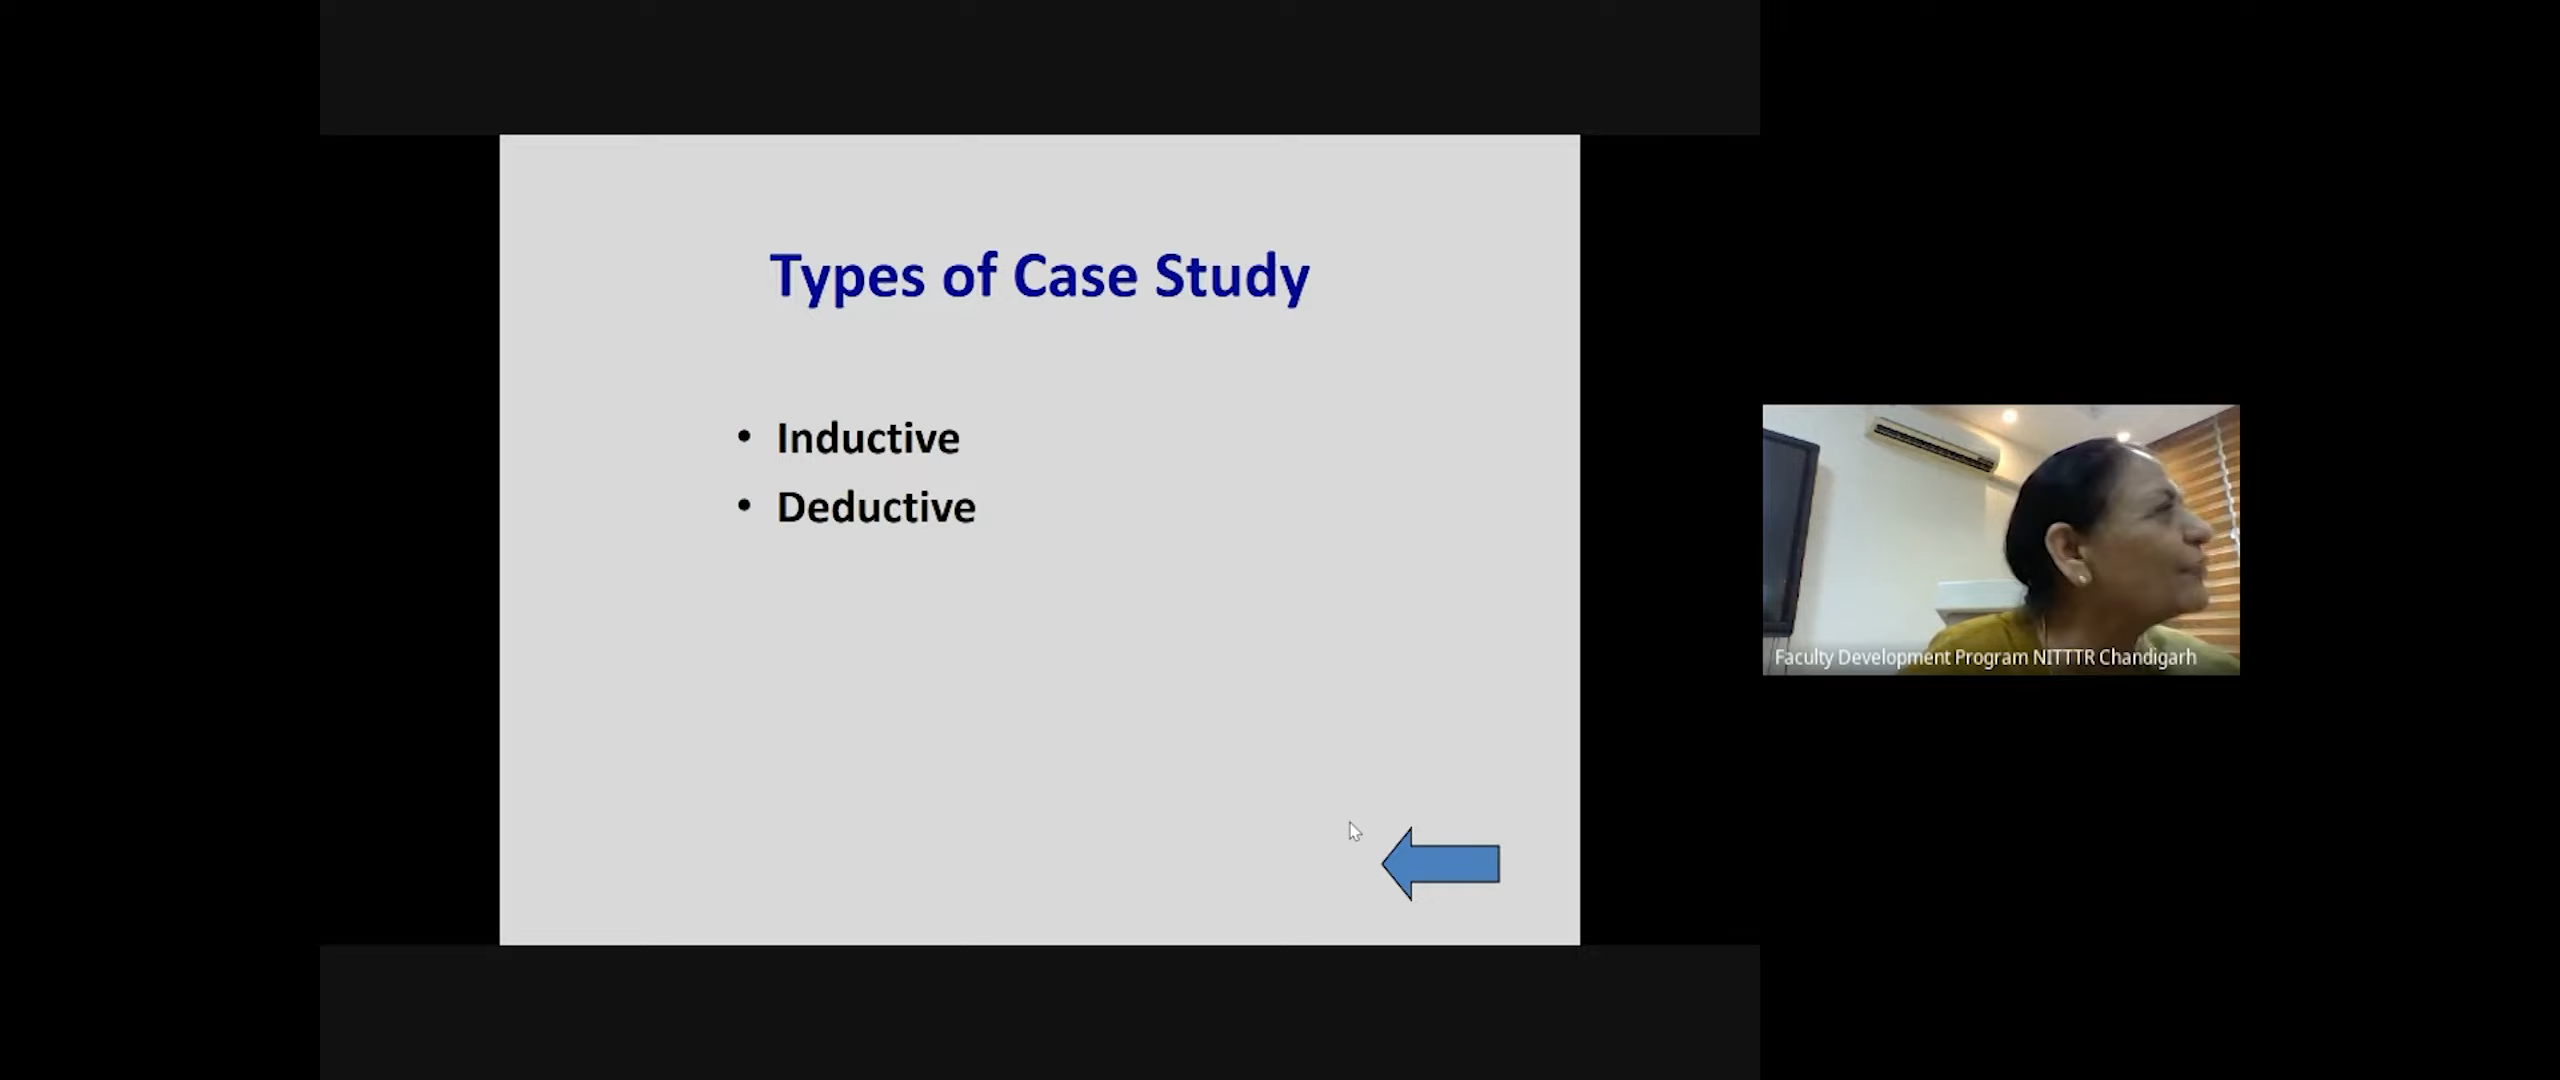 Types of Case Study
• Inductive
• Deductive
Faculty Development Program NITTTR Chandigarh